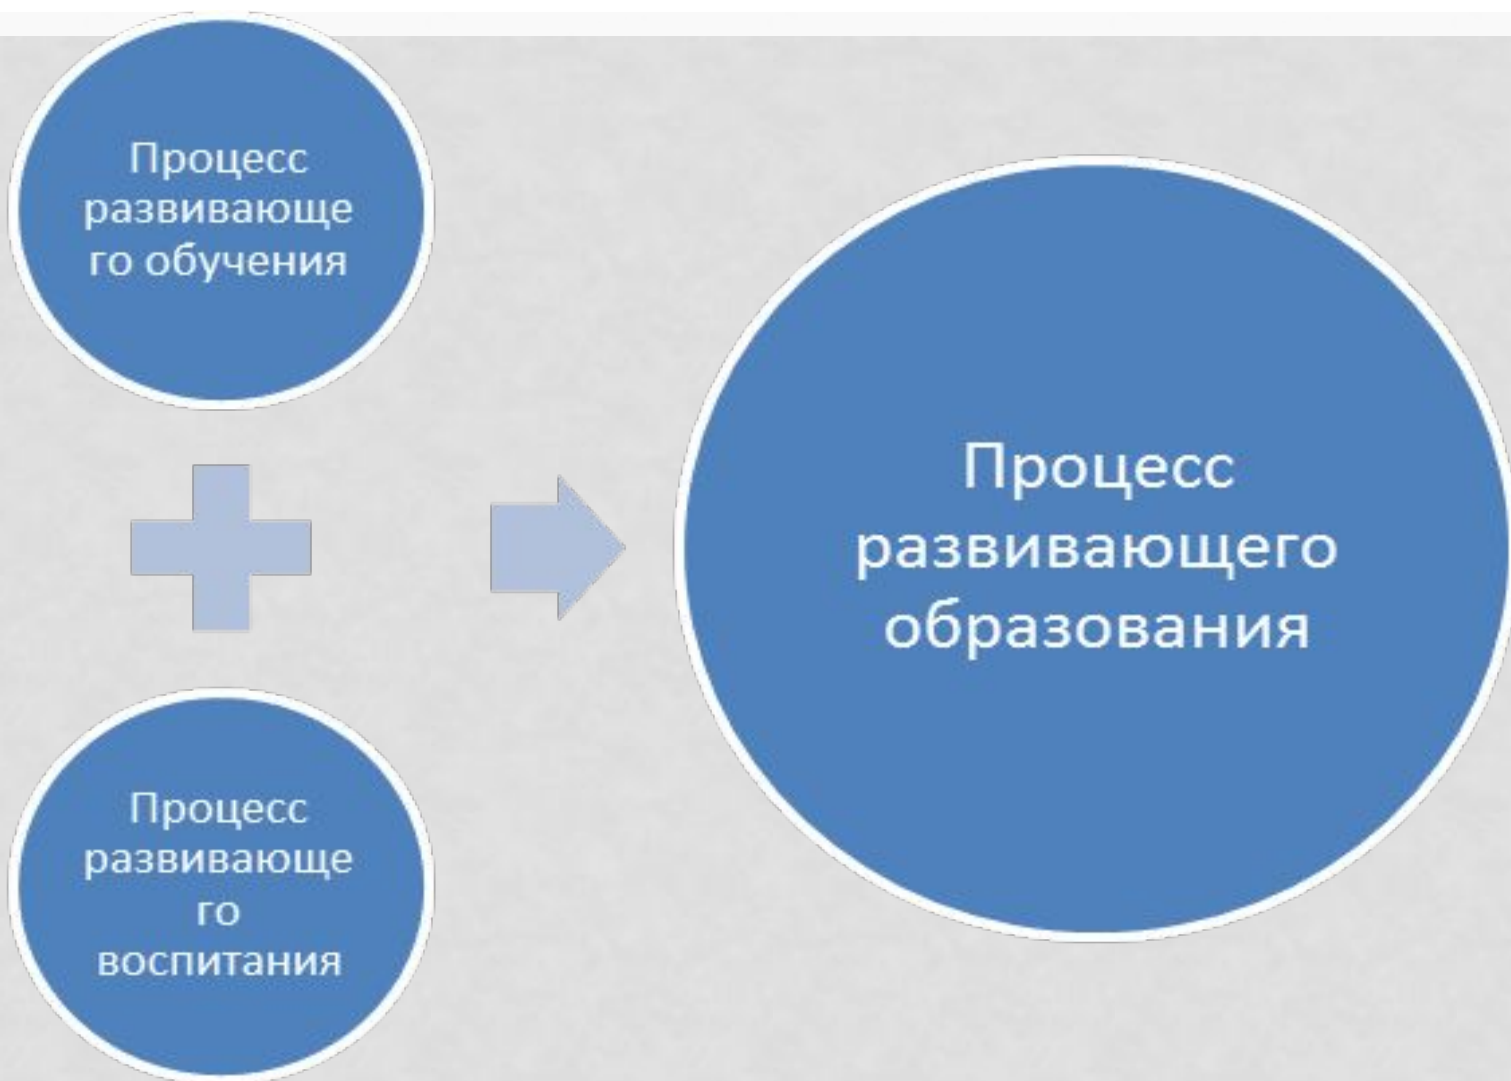 Процесс
развивающе
го обучения
Процесс
развивающе
го
воспитания
Процесс
развивающего
образования